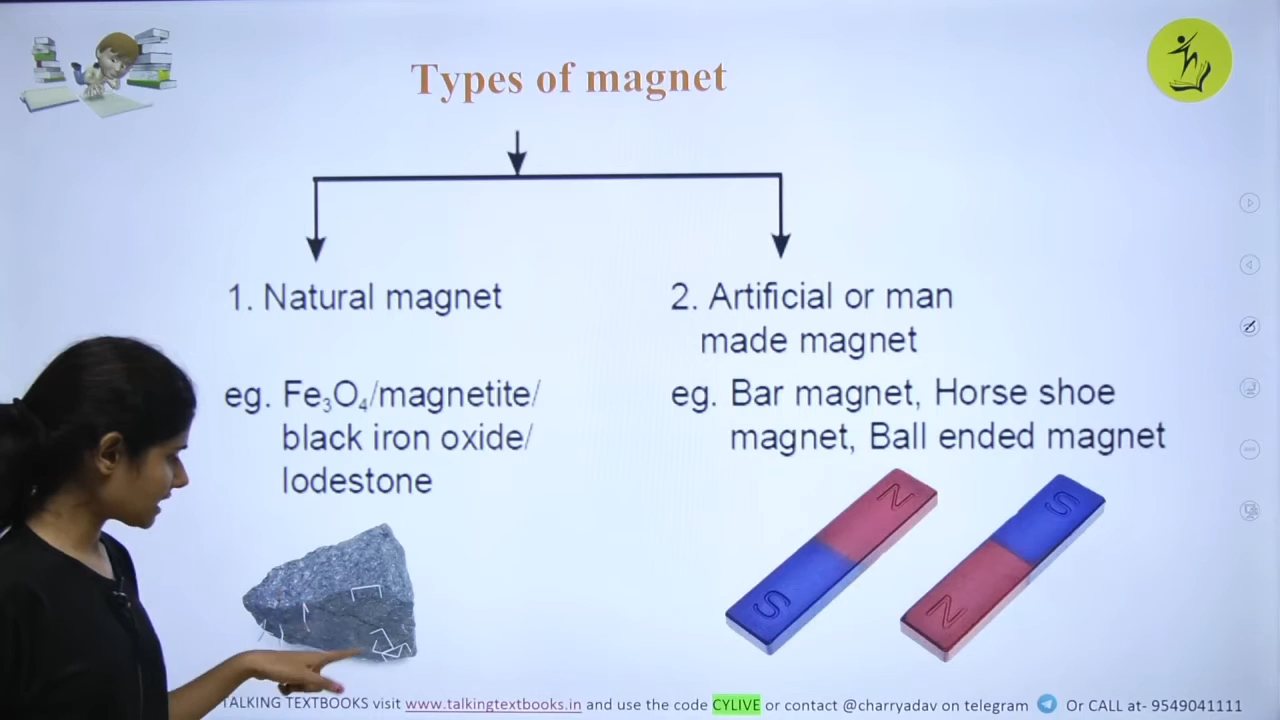 Types of magnet
1. Natural magnet
eg. Fe₃O₄/magnetite/
black iron oxide/
lodestone
2. Artificial or man
made magnet
eg. Bar magnet, Horse shoe
magnet, Ball ended magnet
N
S
S
N
TALKING TEXTBOOKS visit www.talkingtextbooks.in and use the code CYLIVE or contact @charryadav on telegram Or CALL at- 9549041111